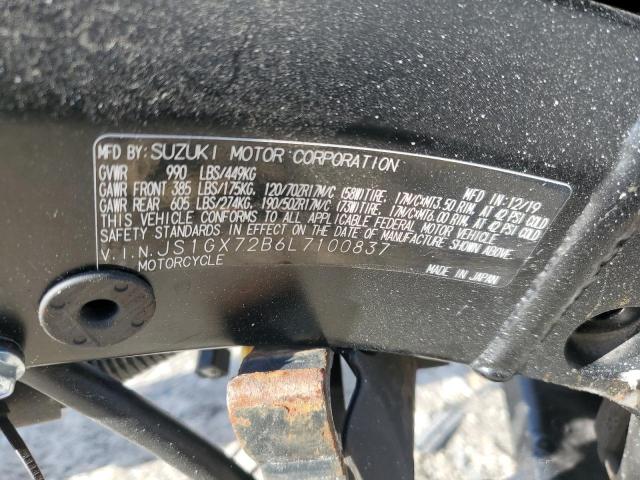 MFD BY: SUZUKI MOTOR CORPORATION
GVWR 990 LBS/449KG MFD IN:12/19
GAWR FRONT 385 LBS/175KG. 120/70ZR17M/C (58W)TIRE. 17M/C×MT3.50 RIM. AT 42 PSI COLD
GAWR REAR 605 LBS/274KG. 190/50ZR17M/C (73W)TIRE. 17M/C×MT6.00 RIM. AT 42 PSI COLD
THIS VEHICLE CONFORMS TO ALL APPLICABLE FEDERAL MOTOR VEHICLE
SAFETY STANDARDS IN EFFECT ON THE DATE OF MANUFACTURE SHOWN ABOVE.
V.I.N. JS1GX72B6L7100837
MOTORCYCLE MADE IN JAPAN